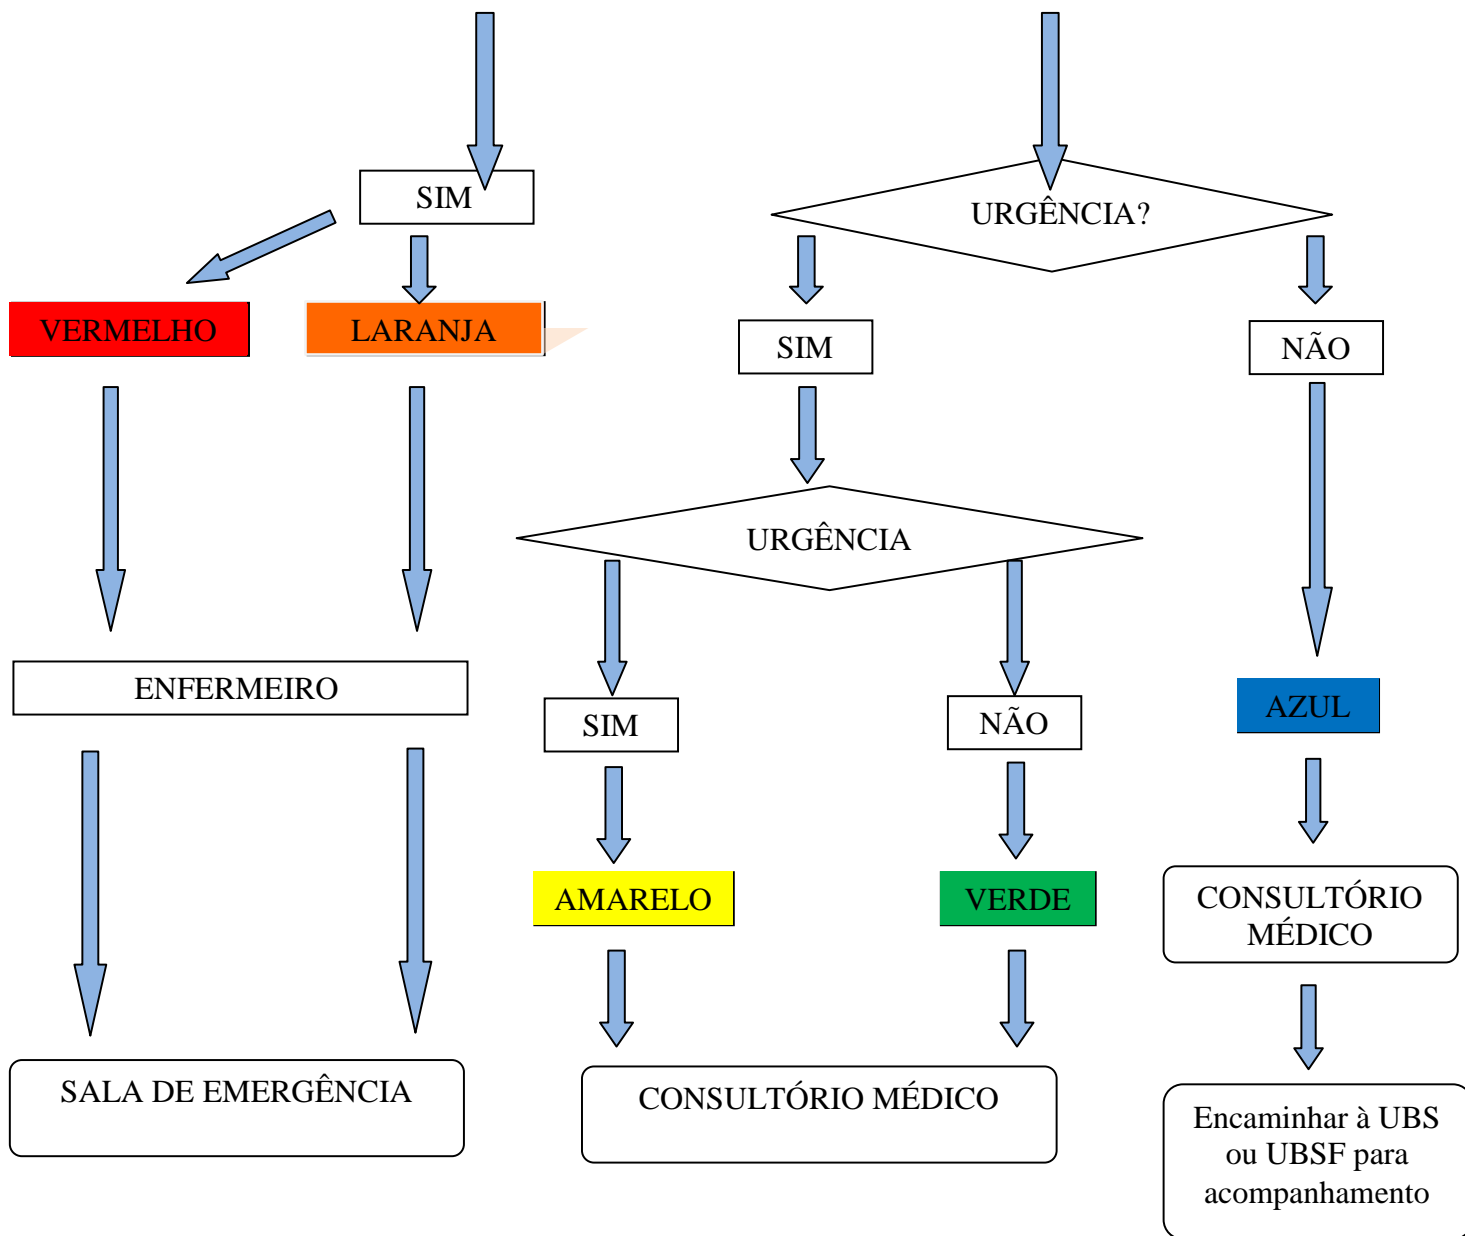 SIM
URGÊNCIA?
VERMELHO
LARANJA
SIM
NÃO
URGÊNCIA
ENFERMEIRO
SIM
NÃO
AZUL
AMARELO
VERDE
CONSULTÓRIO
MÉDICO
SALA DE EMERGÊNCIA
CONSULTÓRIO MÉDICO
Encaminhar à UBS
ou UBSF para
acompanhamento